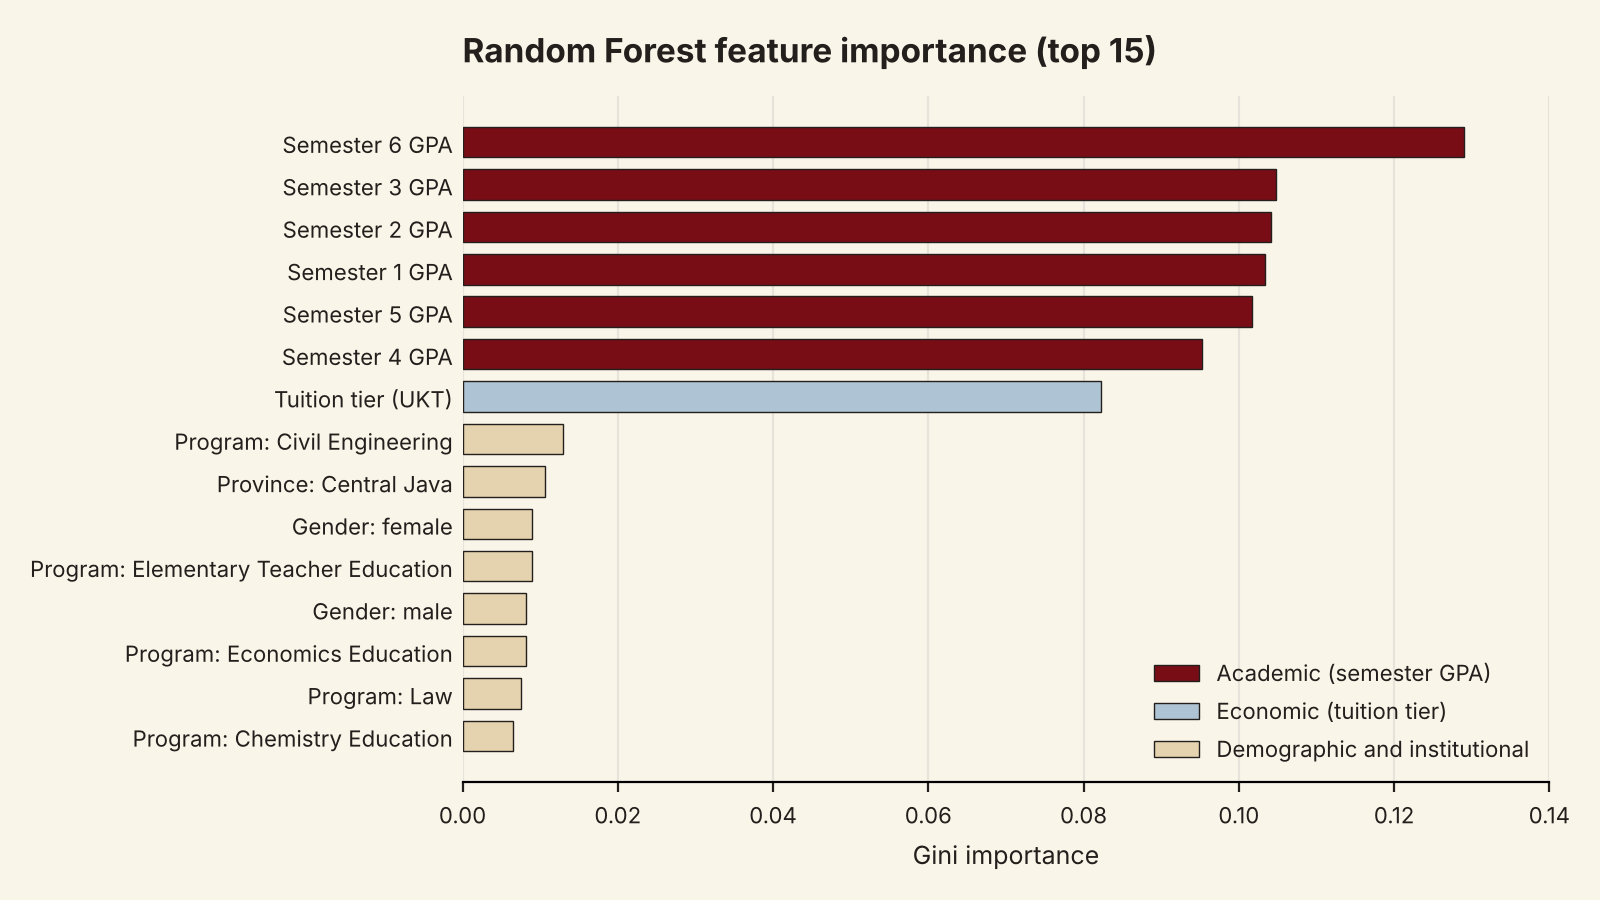 Random Forest feature importance (top 15)
Semester 6 GPA
Semester 3 GPA
Semester 2 GPA
Semester 1 GPA
Semester 5 GPA
Semester 4 GPA
Tuition tier (UKT)
Program: Civil Engineering
Province: Central Java
Gender: female
Program: Elementary Teacher Education
Gender: male
Program: Economics Education
Program: Law
Program: Chemistry Education
Academic (semester GPA)
Economic (tuition tier)
Demographic and institutional
0.00 0.02 0.04 0.06 0.08 0.10 0.12 0.14
Gini importance